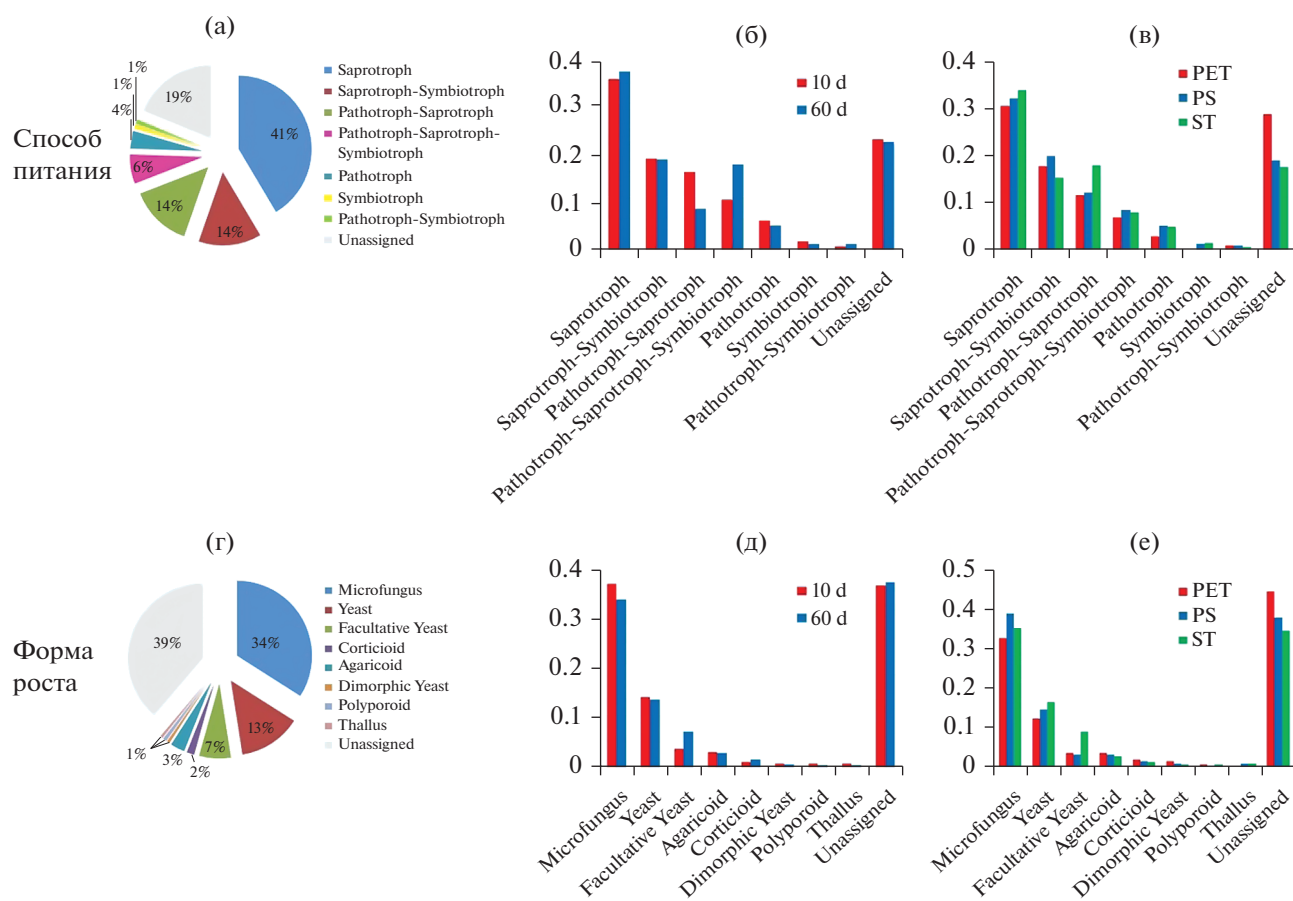 (а)
Способ
питания
1%
1%
4%
6%
14%
14%
41%
19%
Saprotroph
Saprotroph-Symbiotroph
Pathotroph-Saprotroph
Pathotroph-Saprotroph-
Symbiotroph
Pathotroph
Symbiotroph
Pathotroph-Symbiotroph
Unassigned
(б)
0.4
0.3
0.2
0.1
0
10 d
60 d
Saprotroph
Saprotroph-Symbiotroph
Pathotroph-Saprotroph
Pathotroph-Saprotroph-Symbiotroph
Pathotroph
Symbiotroph
Pathotroph-Symbiotroph
Unassigned
(в)
0.4
0.3
0.2
0.1
0
PET
PS
ST
Saprotroph
Saprotroph-Symbiotroph
Pathotroph-Saprotroph
Pathotroph-Saprotroph-Symbiotroph
Pathotroph
Symbiotroph
Pathotroph-Symbiotroph
Unassigned
(г)
Форма
роста
39%
34%
13%
7%
2%
3%
1%
Microfungus
Yeast
Facultative Yeast
Corticioid
Agaricoid
Dimorphic Yeast
Polyporoid
Thallus
Unassigned
(д)
0.4
0.3
0.2
0.1
0
10 d
60 d
Microfungus
Yeast
Facultative Yeast
Agaricoid
Corticioid
Dimorphic Yeast
Polyporoid
Thallus
Unassigned
(е)
0.5
0.4
0.3
0.2
0.1
0
PET
PS
ST
Microfungus
Yeast
Facultative Yeast
Agaricoid
Corticioid
Dimorphic Yeast
Polyporoid
Thallus
Unassigned